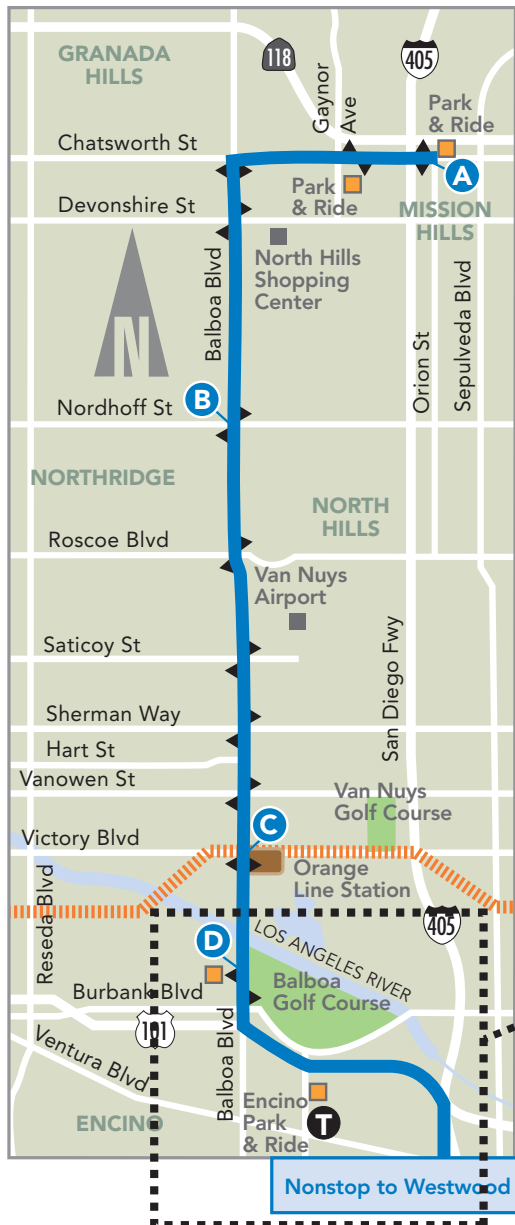 GRANADA
HILLS
118
405
Gaynor
Ave
Park
& Ride
Chatsworth St
A
Park
& Ride
MISSION
HILLS
Devonshire St
North Hills
Shopping
Center
N
Balboa Blvd
Orion St
Sepulveda Blvd
B
Nordhoff St
NORTHRIDGE
NORTH
HILLS
Roscoe Blvd
Van Nuys
Airport
Saticoy St
San Diego Fwy
Sherman Way
Hart St
Vanowen St
Van Nuys
Golf Course
C
Victory Blvd
Orange
Line Station
Reseda Blvd
405
LOS ANGELES RIVER
D
Balboa
Golf Course
Burbank Blvd
101
Ventura Blvd
Balboa Blvd
Encino
Park
& Ride
T
ENCINO
Nonstop to Westwood